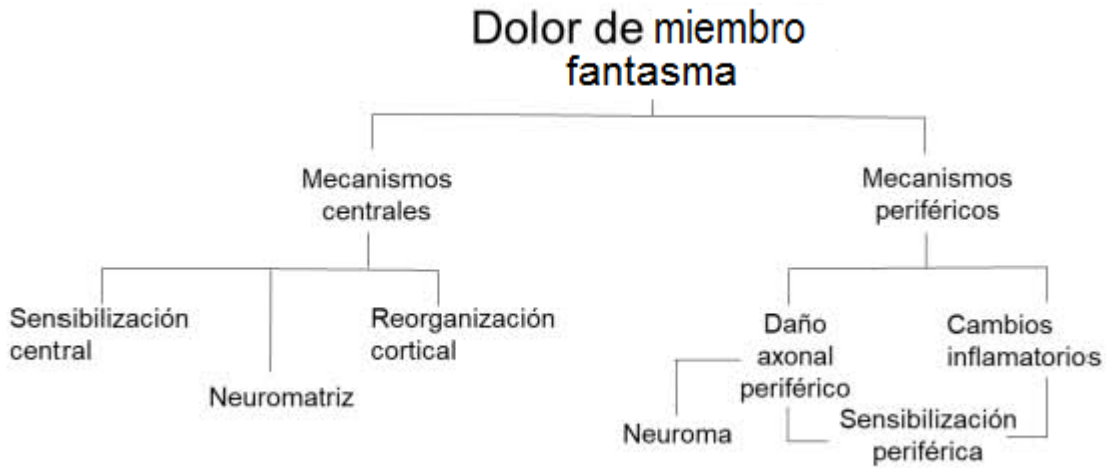 Dolor de miembro
fantasma
Mecanismos
centrales
Mecanismos
periféricos
Sensibilización
central
Neuromatriz
Reorganización
cortical
Daño
axonal
periférico
Cambios
inflamatorios
Neuroma
Sensibilización
periférica